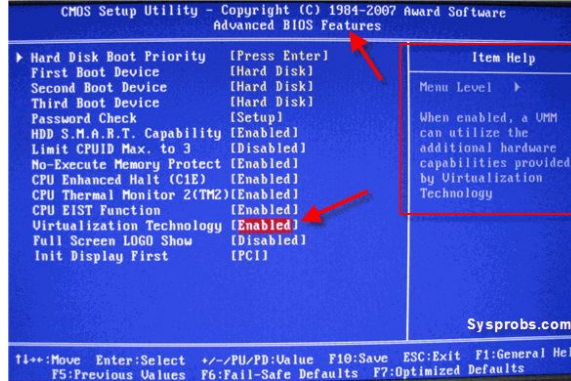 CMOS Setup Utility - Copyright (C) 1984-2007 Award Software
Advanced BIOS Features
Hard Disk Boot Priority [Press Enter]
First Boot Device [Hard Disk]
Second Boot Device [Hard Disk]
Third Boot Device [Hard Disk]
Password Check [Setup]
HDD S.M.A.R.T. Capability [Enabled]
Limit CPUID Max. to 3 [Disabled]
No-Execute Memory Protect [Enabled]
CPU Enhanced Halt (C1E) [Enabled]
CPU Thermal Monitor 2(TM2) [Enabled]
CPU EIST Function [Enabled]
Virtualization Technology [Enabled]
Full Screen LOGO Show [Disabled]
Init Display First [PCI]
Item Help
Menu Level
When enabled, a VMM
can utilize the
additional hardware
capabilities provided
by Virtualization
Technology
Sysprobs.com
↑↓→←:Move Enter:Select +/-/PU/PD:Value F10:Save ESC:Exit F1:General Hel
F5:Previous Values F6:Fail-Safe Defaults F7:Optimized Defaults